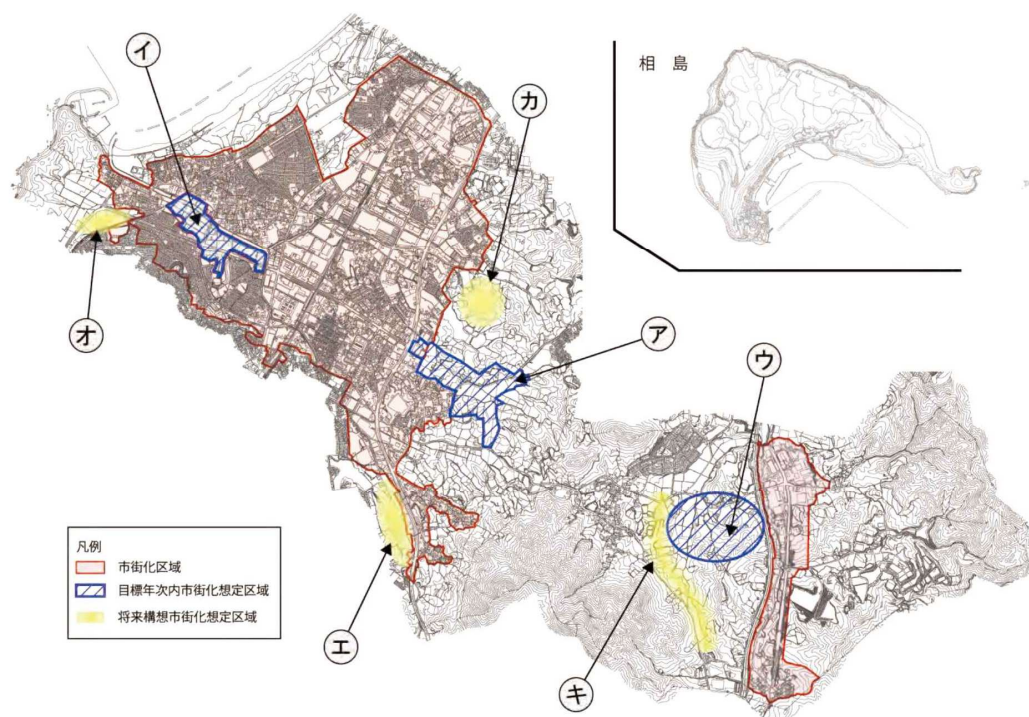 イ
カ
相島
オ
ア
ウ
エ
キ
凡例
市街化区域
目標年次内市街化想定区域
将来構想市街化想定区域